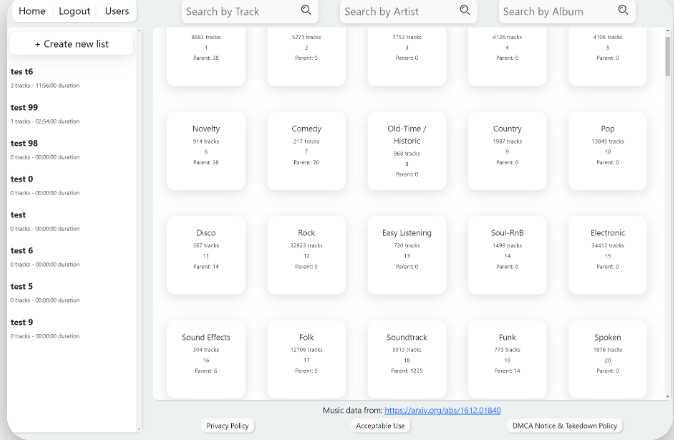 Home Logout Users
Search by Track
Search by Artist
Search by Album
+ Create new list
tes t6
3 tracks - 11:56:00 duration
test 99
1 tracks - 02:54:00 duration
test 98
0 tracks - 00:00:00 duration
test 0
0 tracks - 00:00:00 duration
test
0 tracks - 00:00:00 duration
test 6
0 tracks - 00:00:00 duration
test 5
0 tracks - 00:00:00 duration
test 9
0 tracks - 00:00:00 duration
8693 tracks
1
Parent: 38
5271 tracks
2
Parent: 0
1752 tracks
3
Parent: 0
4126 tracks
4
Parent: 0
4106 tracks
5
Parent: 0
Novelty
914 tracks
6
Parent: 38
Comedy
217 tracks
7
Parent: 20
Old-Time /
Historic
868 tracks
8
Parent: 0
Country
1987 tracks
9
Parent: 0
Pop
13845 tracks
10
Parent: 0
Disco
367 tracks
11
Parent: 14
Rock
32923 tracks
12
Parent: 0
Easy Listening
730 tracks
13
Parent: 0
Soul-RnB
1499 tracks
14
Parent: 0
Electronic
34413 tracks
15
Parent: 0
Sound Effects
304 tracks
16
Parent: 6
Folk
12706 tracks
17
Parent: 0
Soundtrack
5913 tracks
18
Parent: 1235
Funk
773 tracks
19
Parent: 14
Spoken
1876 tracks
20
Parent: 0
Music data from: https://arxiv.org/abs/1612.01840
Privacy Policy
Acceptable Use
DMCA Notice & Takedown Policy